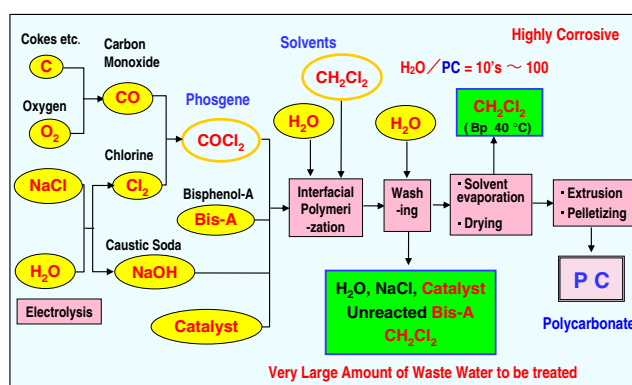 Cokes etc.
C
Carbon
Monoxide
CO
Oxygen
O₂
Phosgene
COCl₂
Chlorine
Cl₂
NaCl
H₂O
Electrolysis
Caustic Soda
NaOH
Bisphenol-A
Bis-A
Catalyst
Solvents
CH₂Cl₂
H₂O
H₂O
Highly Corrosive
H₂O／PC = 10's ～ 100
CH₂Cl₂
(Bp 40 °C)
Interfacial
Polymeri
-zation
Wash
-ing
・Solvent
evaporation
・Drying
・Extrusion
・Pelletizing
P C
Polycarbonate
H₂O, NaCl, Catalyst
Unreacted Bis-A
CH₂Cl₂
Very Large Amount of Waste Water to be treated